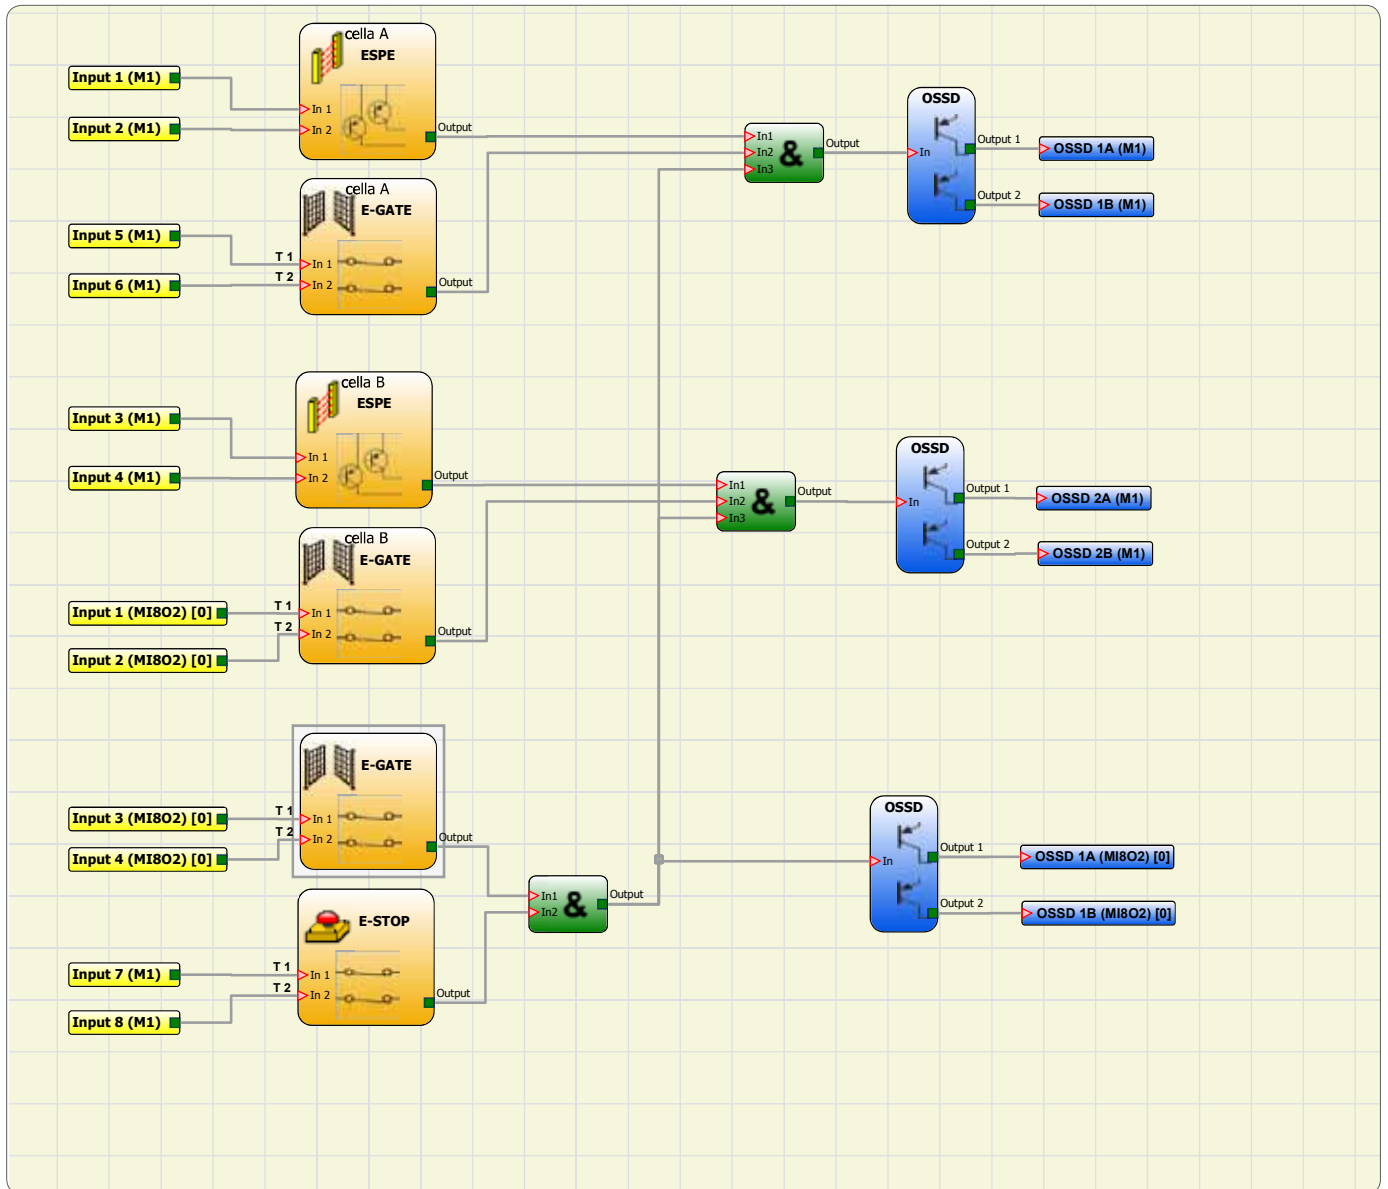 cella A
ESPE
Input 1 (M1)
In 1
Input 2 (M1)
In 2
Output
cella A
E-GATE
Input 5 (M1)
T 1
In 1
Input 6 (M1)
T 2
In 2
Output
In1
In2
In3
&
Output
OSSD
In
Output 1
OSSD 1A (M1)
Output 2
OSSD 1B (M1)
cella B
ESPE
Input 3 (M1)
In 1
Input 4 (M1)
In 2
Output
cella B
E-GATE
Input 1 (MI8O2) [0]
T 1
In 1
Input 2 (MI8O2) [0]
T 2
In 2
Output
In1
In2
In3
&
Output
OSSD
In
Output 1
OSSD 2A (M1)
Output 2
OSSD 2B (M1)
E-GATE
Input 3 (MI8O2) [0]
T 1
In 1
Input 4 (MI8O2) [0]
T 2
In 2
Output
E-STOP
Input 7 (M1)
T 1
In 1
Input 8 (M1)
T 2
In 2
Output
In1
In2
&
Output
OSSD
In
Output 1
OSSD 1A (MI8O2) [0]
Output 2
OSSD 1B (MI8O2) [0]